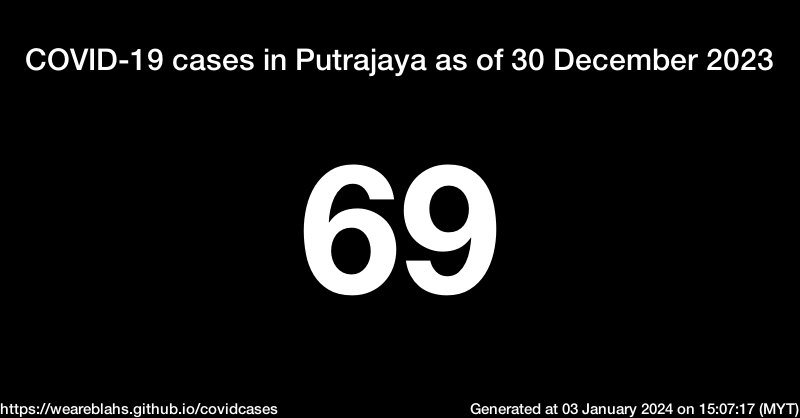 COVID-19 cases in Putrajaya as of 30 December 2023
69
https://weareblahs.github.io/covidcases
Generated at 03 January 2024 on 15:07:17 (MYT)